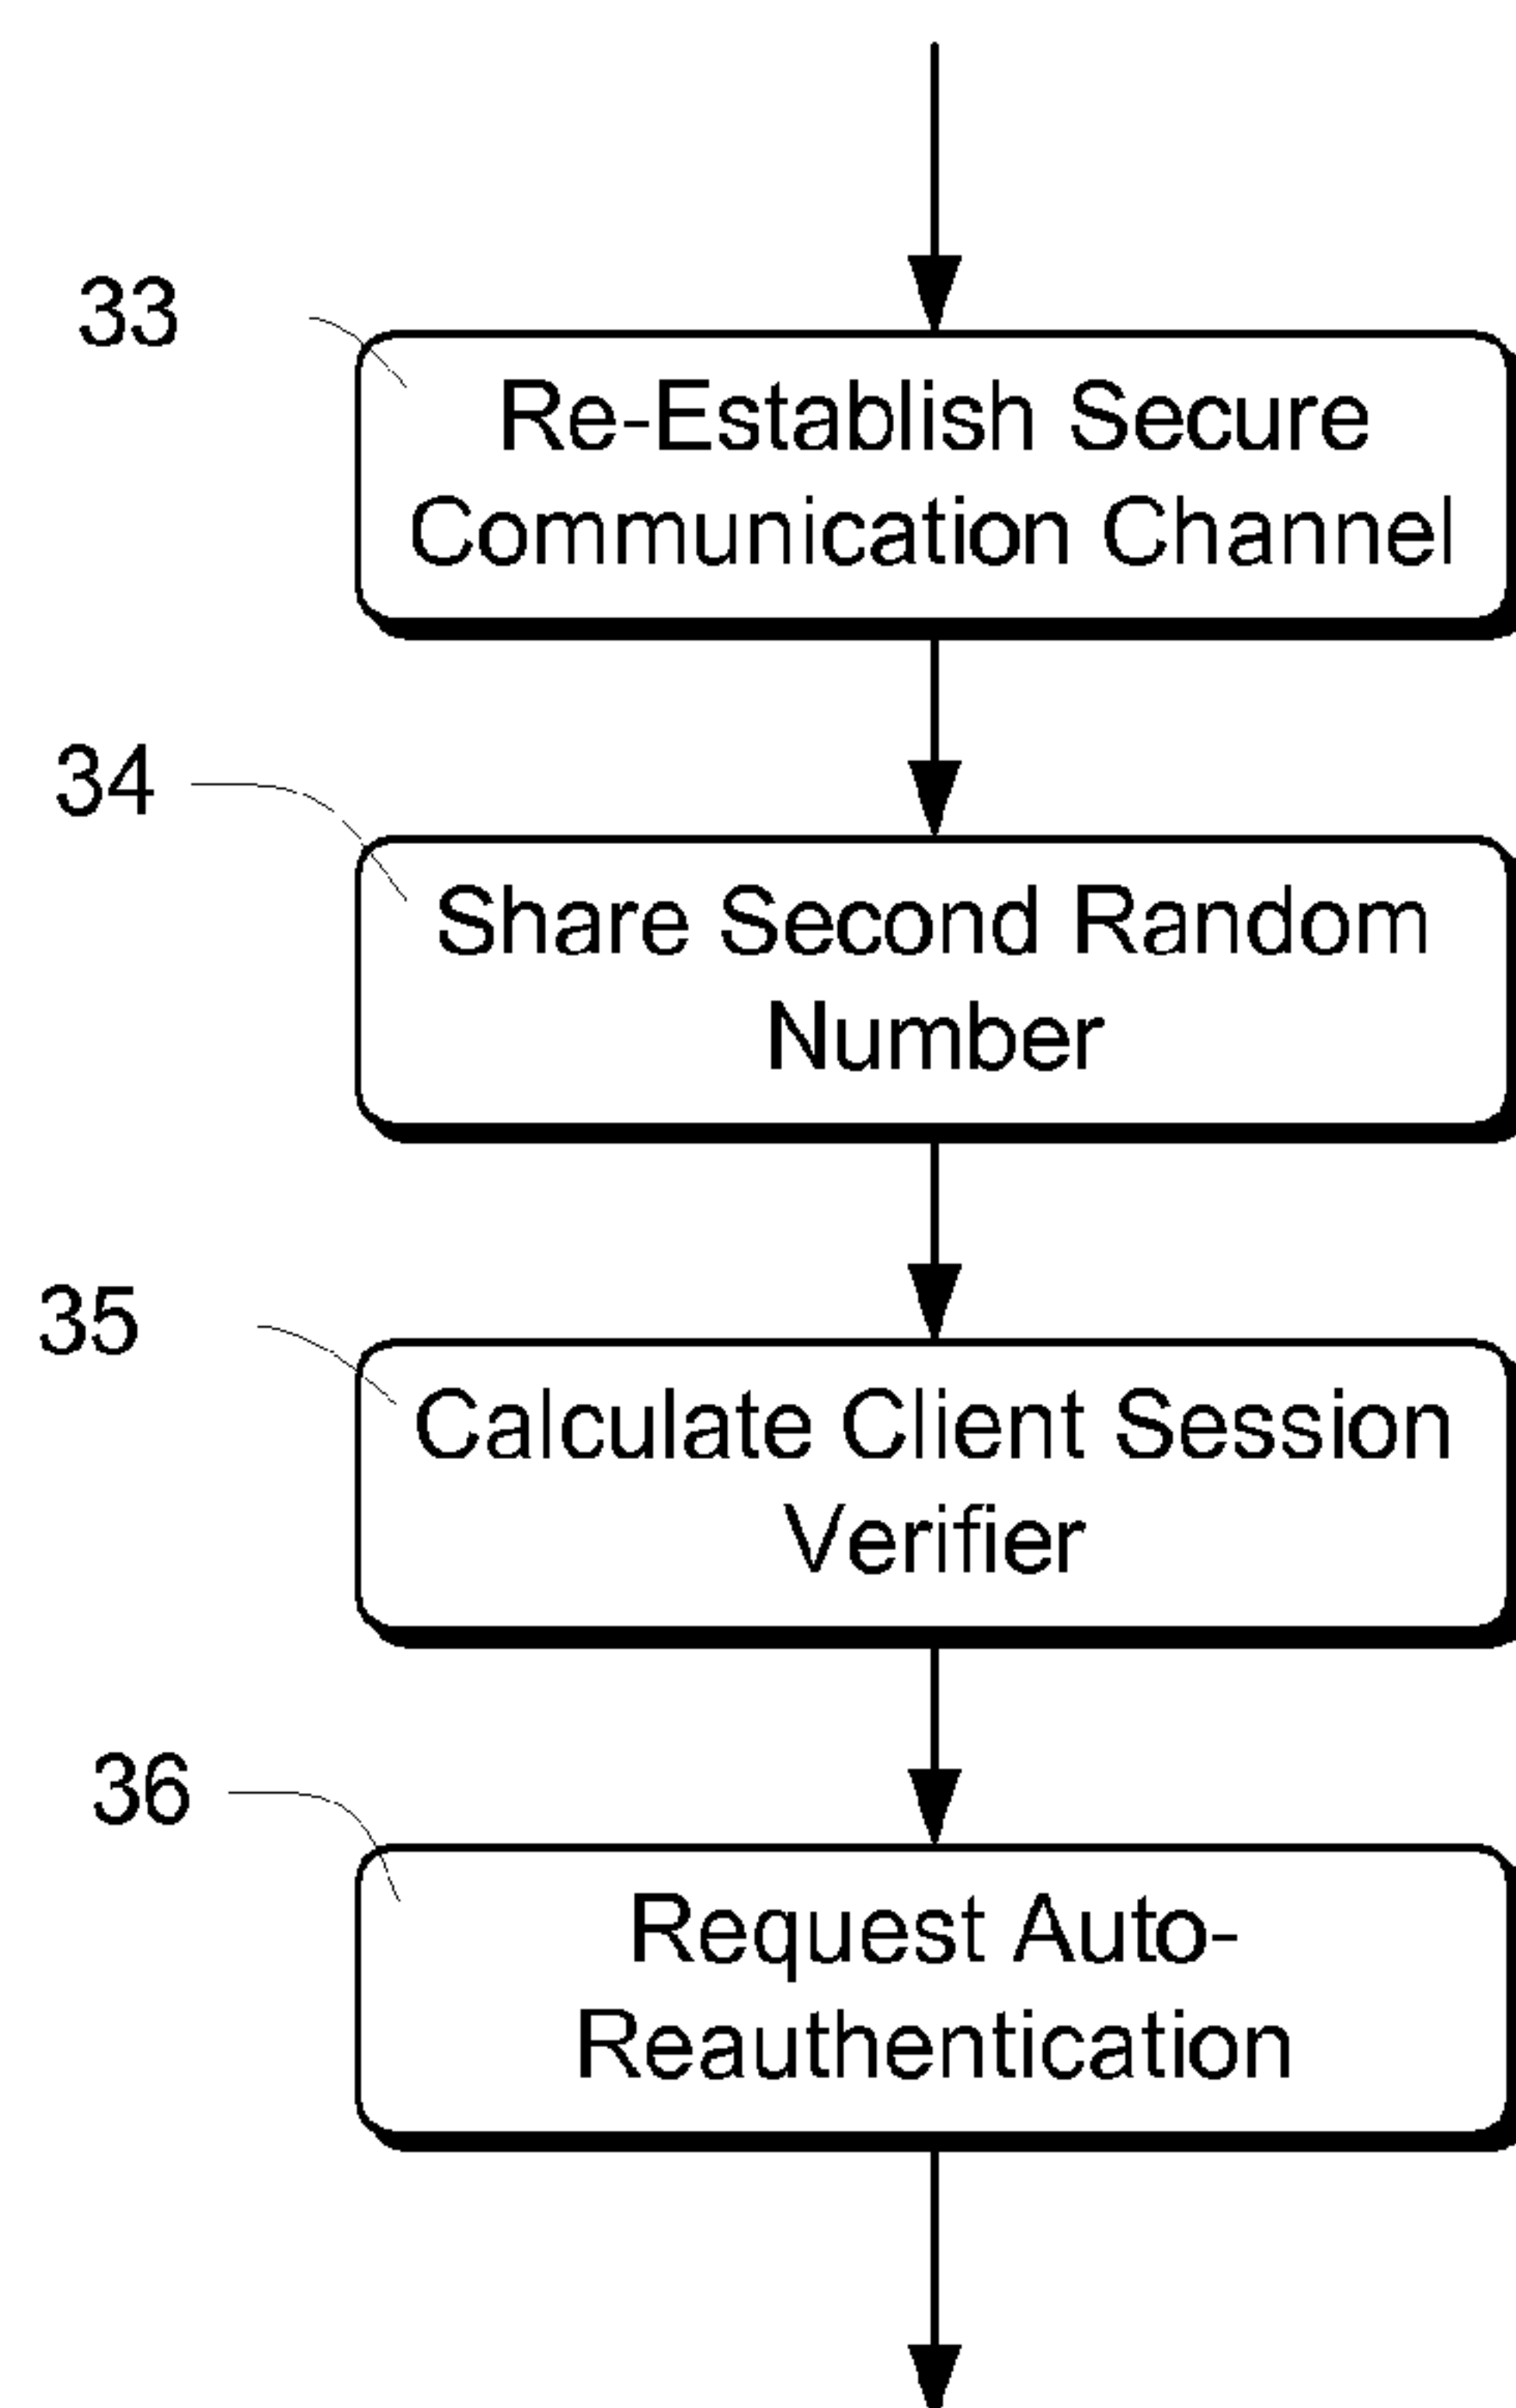 33
Re-Establish Secure
Communication Channel
34
Share Second Random
Number
35
Calculate Client Session
Verifier
36
Request Auto-
Reauthentication